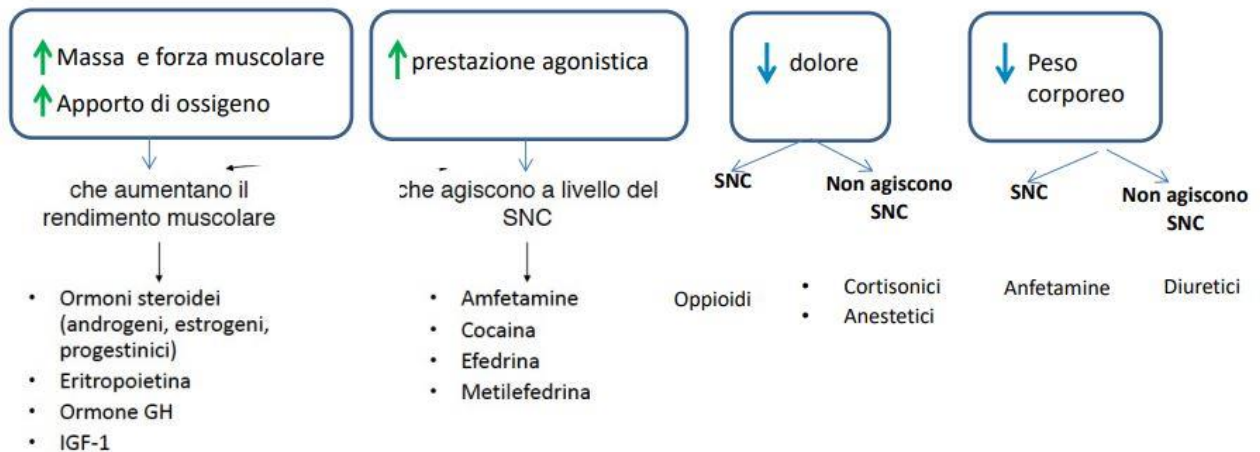 Massa e forza muscolare
Apporto di ossigeno
che aumentano il
rendimento muscolare
• Ormoni steroidei
(androgeni, estrogeni,
progestinici)
• Eritropoietina
• Ormone GH
• IGF-1
prestazione agonistica
che agiscono a livello del
SNC
• Amfetamine
• Cocaina
• Efedrina
• Metilefedrina
dolore
SNC
Oppioidi
Non agiscono
SNC
• Cortisonici
• Anestetici
Peso
corporeo
SNC
Anfetamine
Non agiscono
SNC
Diuretici